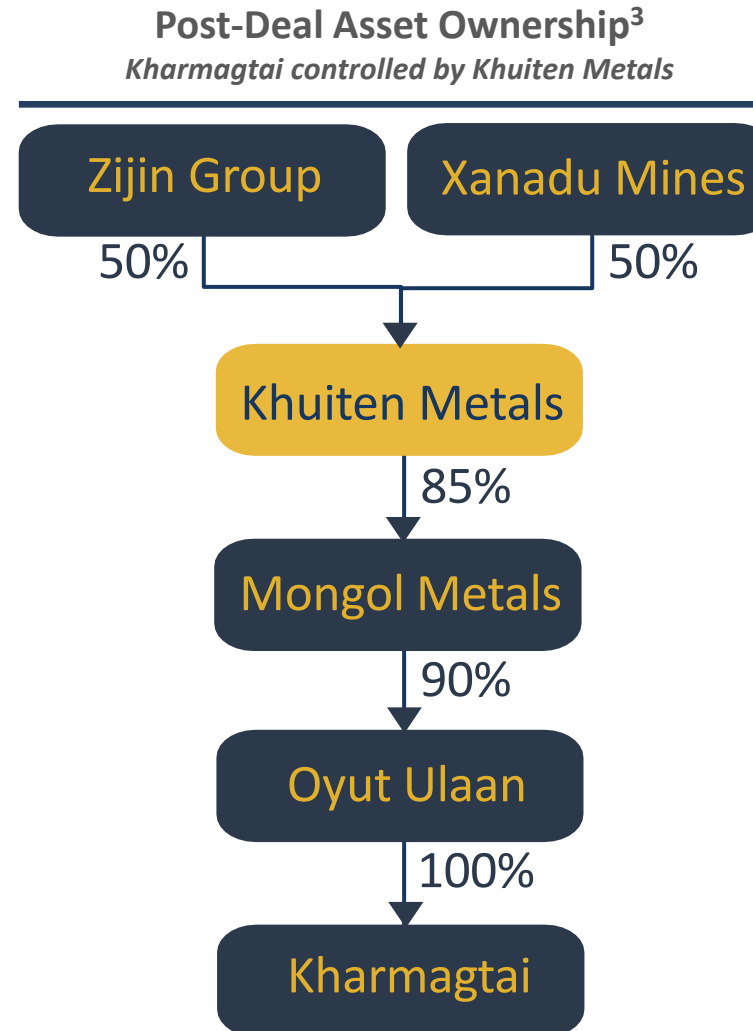 Post-Deal Asset Ownership³
Kharmagtai controlled by Khuiten Metals
Zijin Group
Xanadu Mines
50%
50%
Khuiten Metals
85%
Mongol Metals
90%
Oyut Ulaan
100%
Kharmagtai